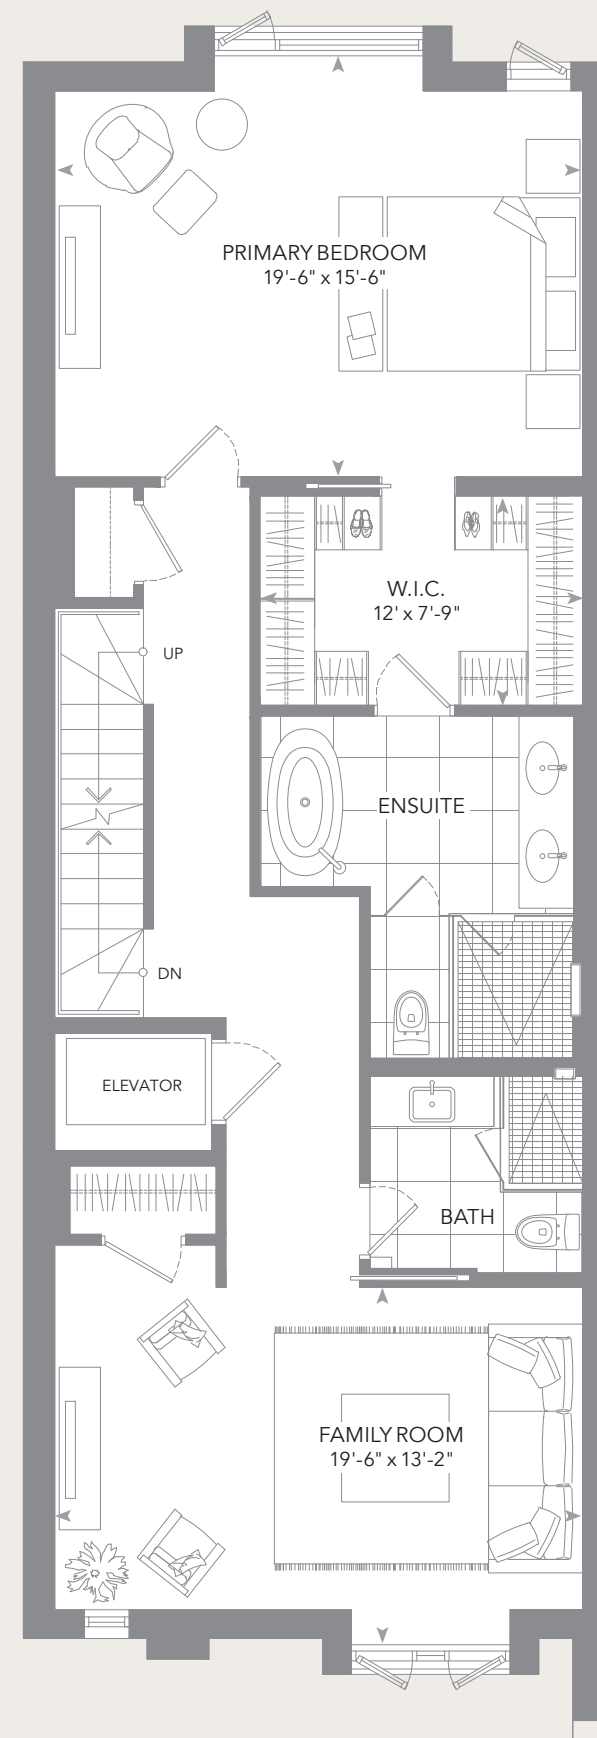 PRIMARY BEDROOM
19'-6" x 15'-6"
W.I.C.
12' x 7'-9"
UP
ENSUITE
DN
ELEVATOR
BATH
FAMILY ROOM
19'-6" x 13'-2"